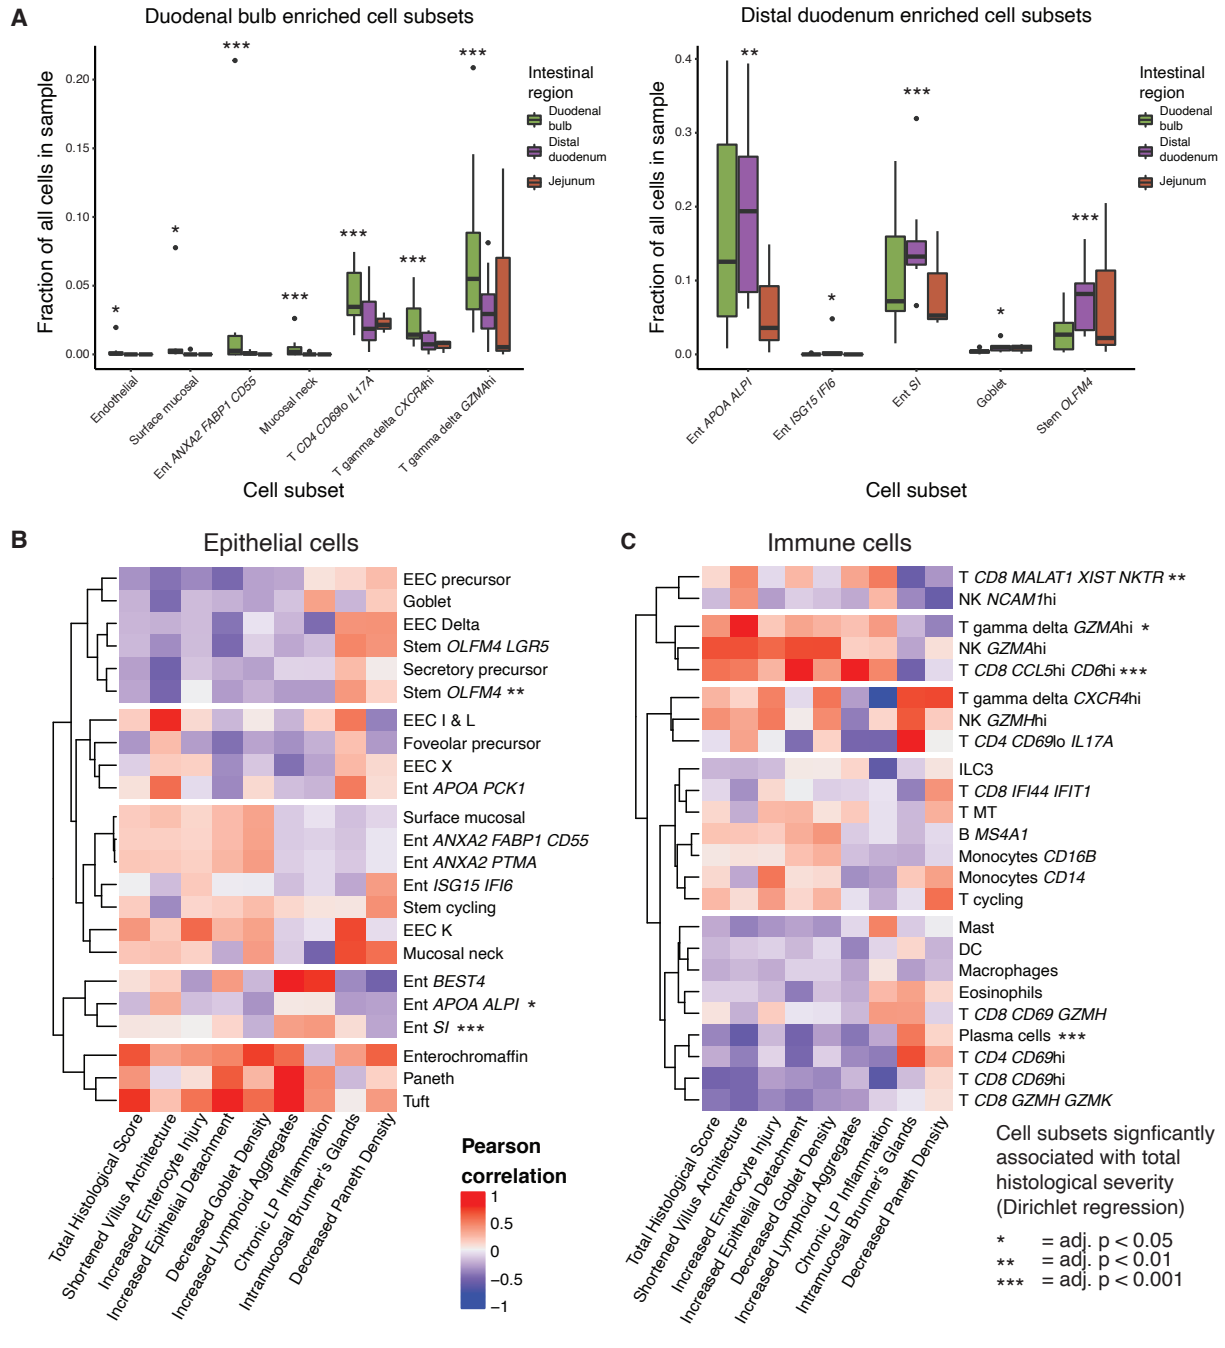 A
Duodenal bulb enriched cell subsets
Fraction of all cells in sample
0.20
0.15
0.10
0.05
0.00
*
*
***
***
***
***
***
Endothelial
Surface mucosal
Ent ANXA2 FABP1 CD55
Mucosal neck
T CD4 CD69lo IL17A
T gamma delta CXCR4hi
T gamma delta GZMAhi
Cell subset
Intestinal
region
Duodenal
bulb
Distal
duodenum
Jejunum
Distal duodenum enriched cell subsets
Fraction of all cells in sample
0.4
0.3
0.2
0.1
0.0
**
*
***
*
***
Ent APOA ALPI
Ent ISG15 IFI6
Ent SI
Goblet
Stem OLFM4
Cell subset
Intestinal
region
Duodenal
bulb
Distal
duodenum
Jejunum
B
Epithelial cells
EEC precursor
Goblet
EEC Delta
Stem OLFM4 LGR5
Secretory precursor
Stem OLFM4 **
EEC I & L
Foveolar precursor
EEC X
Ent APOA PCK1
Surface mucosal
Ent ANXA2 FABP1 CD55
Ent ANXA2 PTMA
Ent ISG15 IFI6
Stem cycling
EEC K
Mucosal neck
Ent BEST4
Ent APOA ALPI *
Ent SI ***
Enterochromaffin
Paneth
Tuft
Total Histological Score
Shortened Villus Architecture
Increased Enterocyte Injury
Increased Epithelial Detachment
Decreased Goblet Density
Increased Lymphoid Aggregates
Chronic LP Inflammation
Intramucosal Brunner's Glands
Decreased Paneth Density
Pearson
correlation
1
0.5
0
−0.5
−1
C
Immune cells
T CD8 MALAT1 XIST NKTR **
NK NCAM1hi
T gamma delta GZMAhi *
NK GZMAhi
T CD8 CCL5hi CD6hi ***
T gamma delta CXCR4hi
NK GZMHhi
T CD4 CD69lo IL17A
ILC3
T CD8 IFI44 IFIT1
T MT
B MS4A1
Monocytes CD16B
Monocytes CD14
T cycling
Mast
DC
Macrophages
Eosinophils
T CD8 CD69 GZMH
Plasma cells ***
T CD4 CD69hi
T CD8 CD69hi
T CD8 GZMH GZMK
Total Histological Score
Shortened Villus Architecture
Increased Enterocyte Injury
Increased Epithelial Detachment
Decreased Goblet Density
Increased Lymphoid Aggregates
Chronic LP Inflammation
Intramucosal Brunner's Glands
Decreased Paneth Density
Cell subsets signficantly
associated with total
histological severity
(Dirichlet regression)
* = adj. p < 0.05
** = adj. p < 0.01
*** = adj. p < 0.001